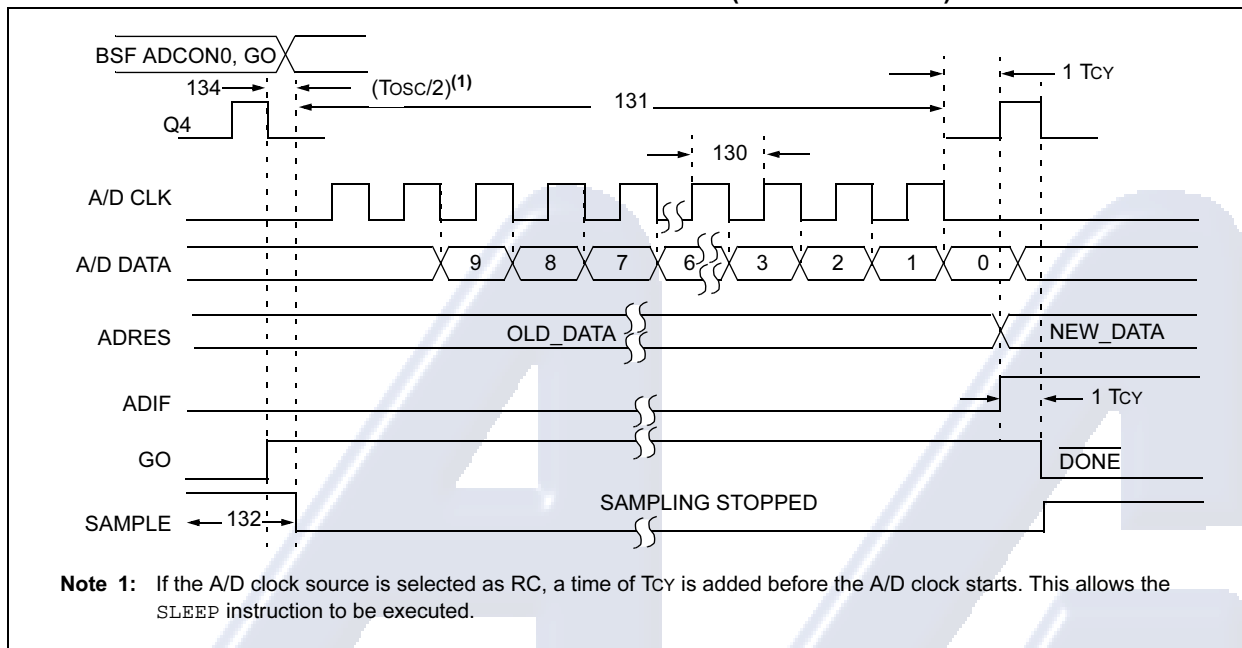 BSF ADCON0, GO
134
(TOSC/2)(1)
131
1 TCY
Q4
130
A/D CLK
A/D DATA
9 8 7 6 3 2 1 0
ADRES
OLD_DATA
NEW_DATA
ADIF
1 TCY
GO
DONE
SAMPLE
132
SAMPLING STOPPED
Note 1: If the A/D clock source is selected as RC, a time of TCY is added before the A/D clock starts. This allows the
SLEEP instruction to be executed.